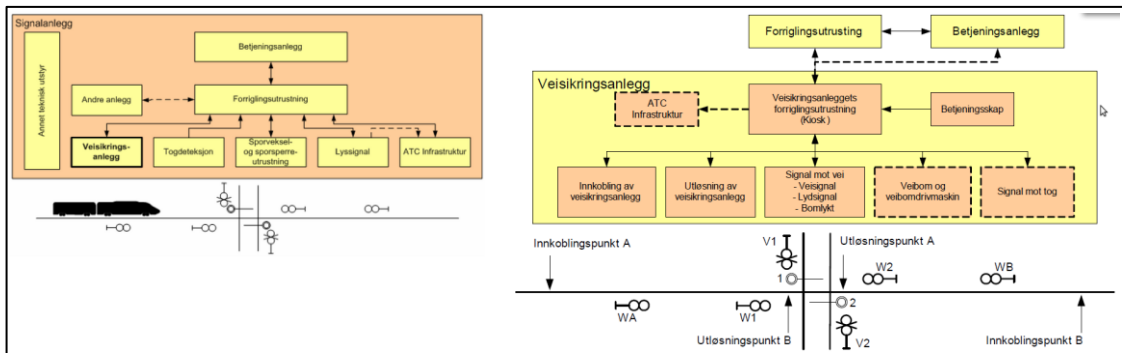 Signalanlegg
Annet teknisk utstyr
Betjeningsanlegg
Andre anlegg
Forriglingsutrustning
Veisikrings-
anlegg
Togdeteksjon
Sporveksel-
og sporsperre-
utrustning
Lyssignal
ATC Infrastruktur
Forriglingsutrusting
Betjeningsanlegg
Veisikringsanlegg
ATC
Infrastruktur
Veisikringsanleggets
forriglingsutrustning
(Kiosk)
Betjeningsskap
Innkobling av
veisikringsanlegg
Utløsning av
veisikringsanlegg
Signal mot vei
- Veisignal
- Lydsignal
- Bomlykt
Veibom og
veibomdrivmaskin
Signal mot tog
Innkoblingspunkt A
V1
Utløsningspunkt A
1
W2
WB
WA
W1
2
Utløsningspunkt B
V2
Innkoblingspunkt B